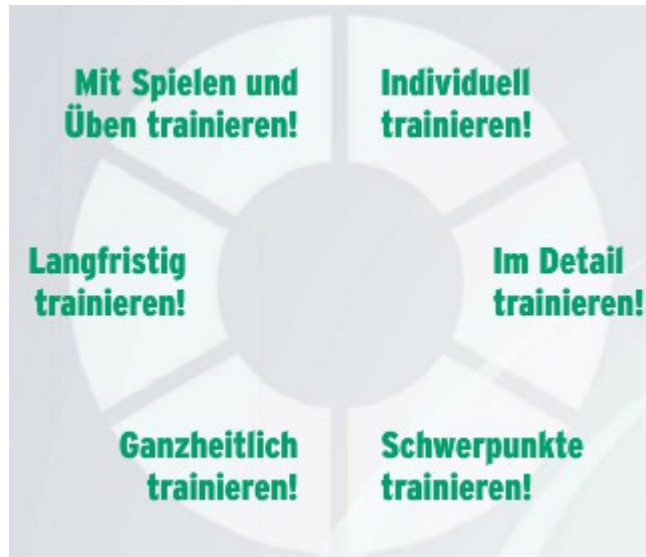 Mit Spielen und
Üben trainieren!
Individuell
trainieren!
Langfristig
trainieren!
Im Detail
trainieren!
Ganzheitlich
trainieren!
Schwerpunkte
trainieren!